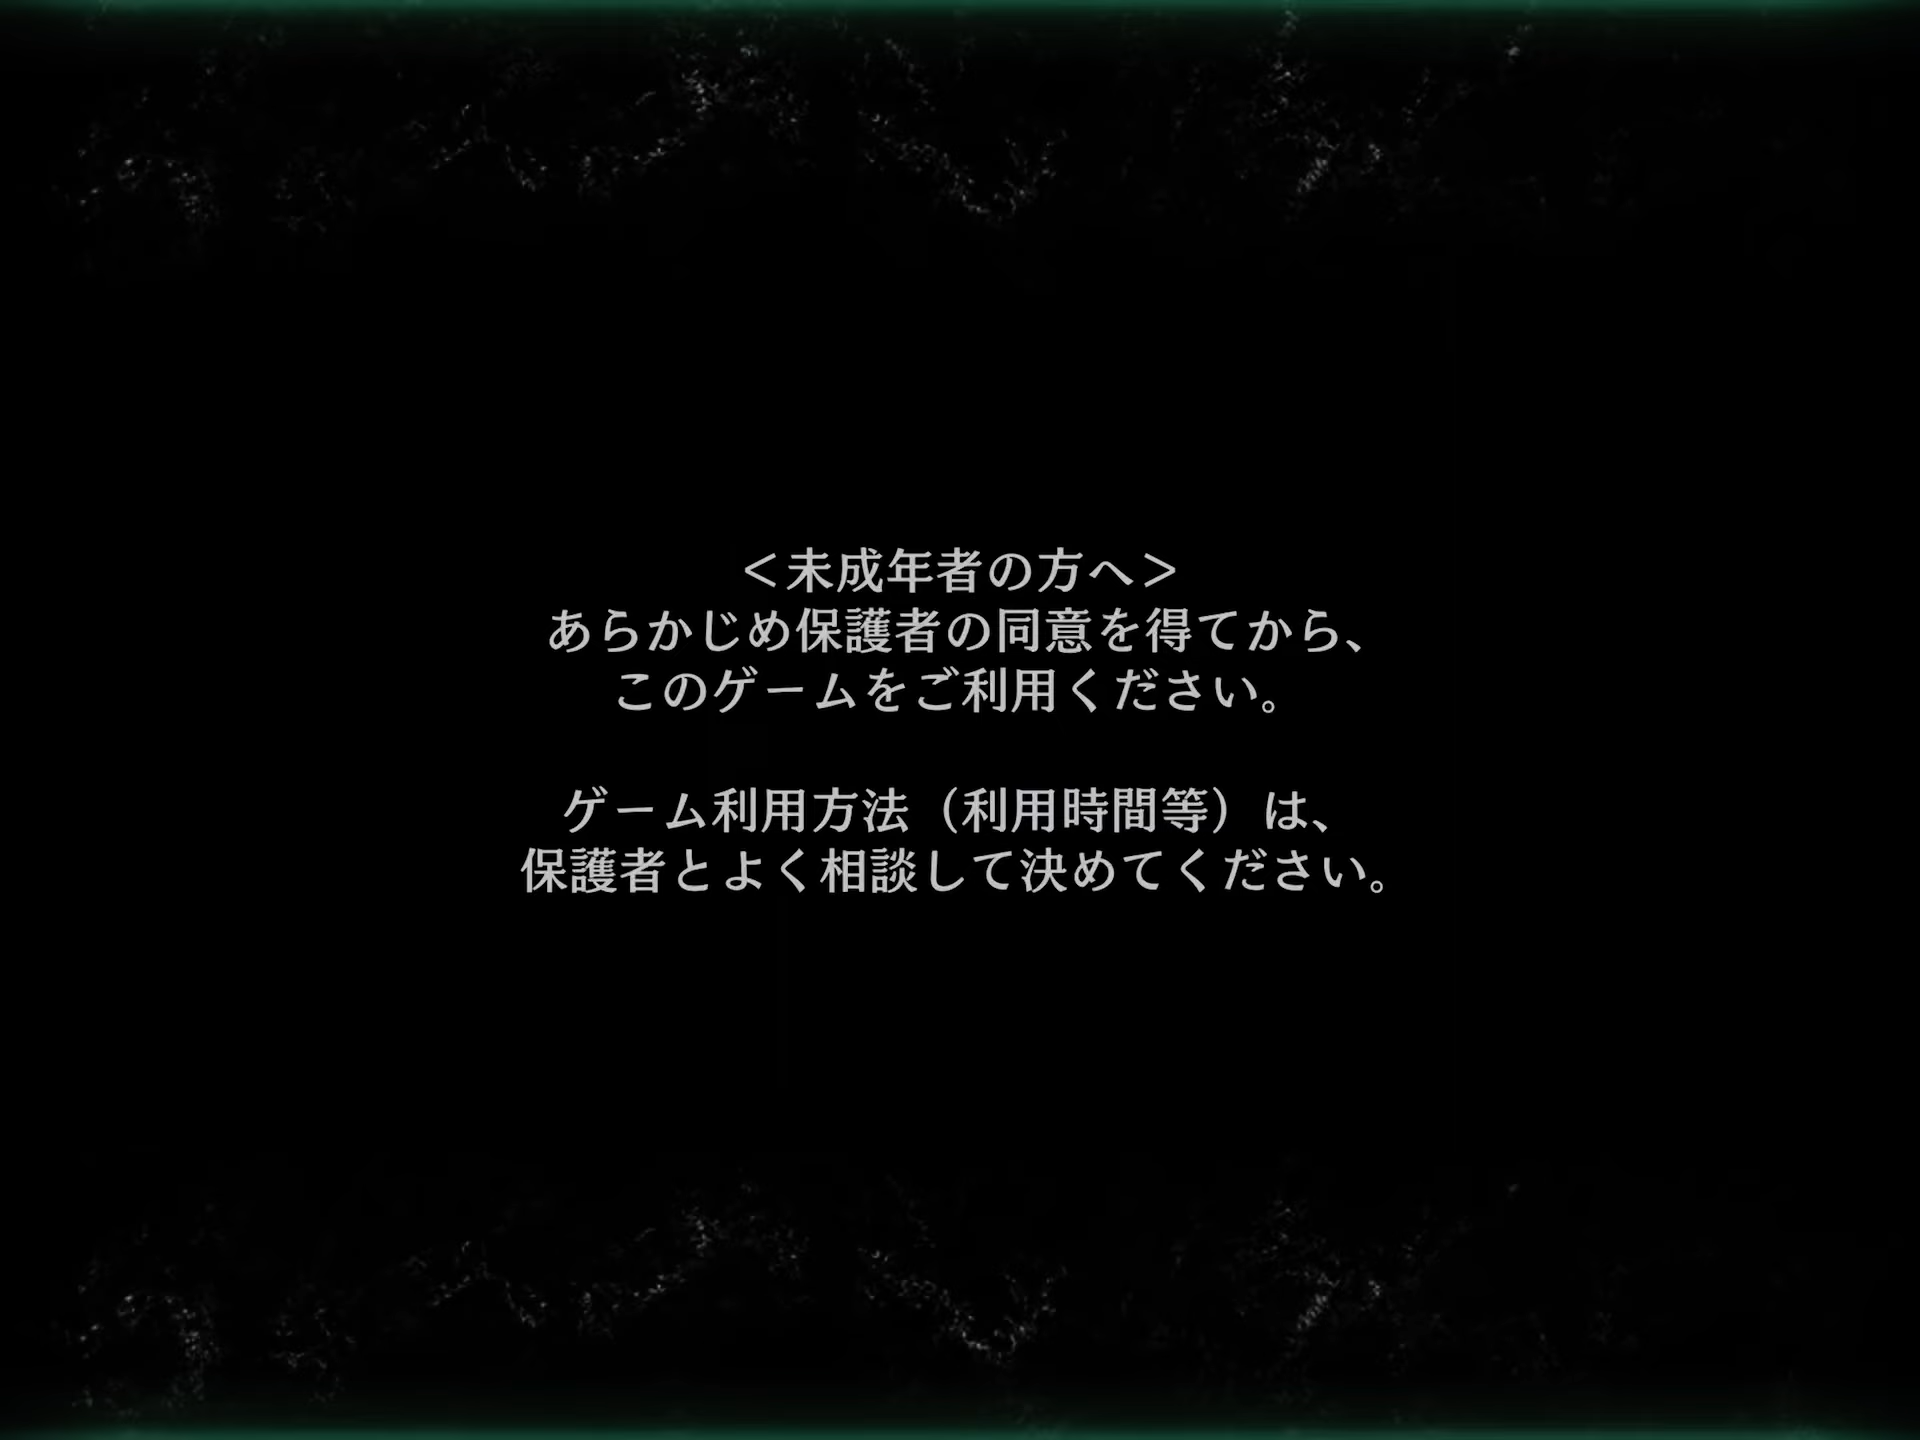 ＜未成年者の方へ＞
あらかじめ保護者の同意を得てから、
このゲームをご利用ください。
ゲーム利用方法（利用時間等）は、
保護者とよく相談して決めてください。